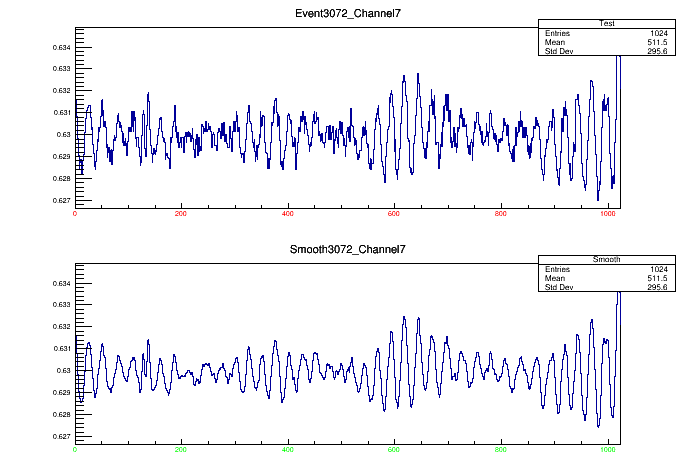 Event3072_Channel7
Test
Entries 1024
Mean 511.5
Std Dev 295.6
0.634
0.633
0.632
0.631
0.63
0.629
0.628
0.627
0 200 400 600 800 1000
Smooth3072_Channel7
Smooth
Entries 1024
Mean 511.5
Std Dev 295.6
0.634
0.633
0.632
0.631
0.63
0.629
0.628
0.627
0 200 400 600 800 1000